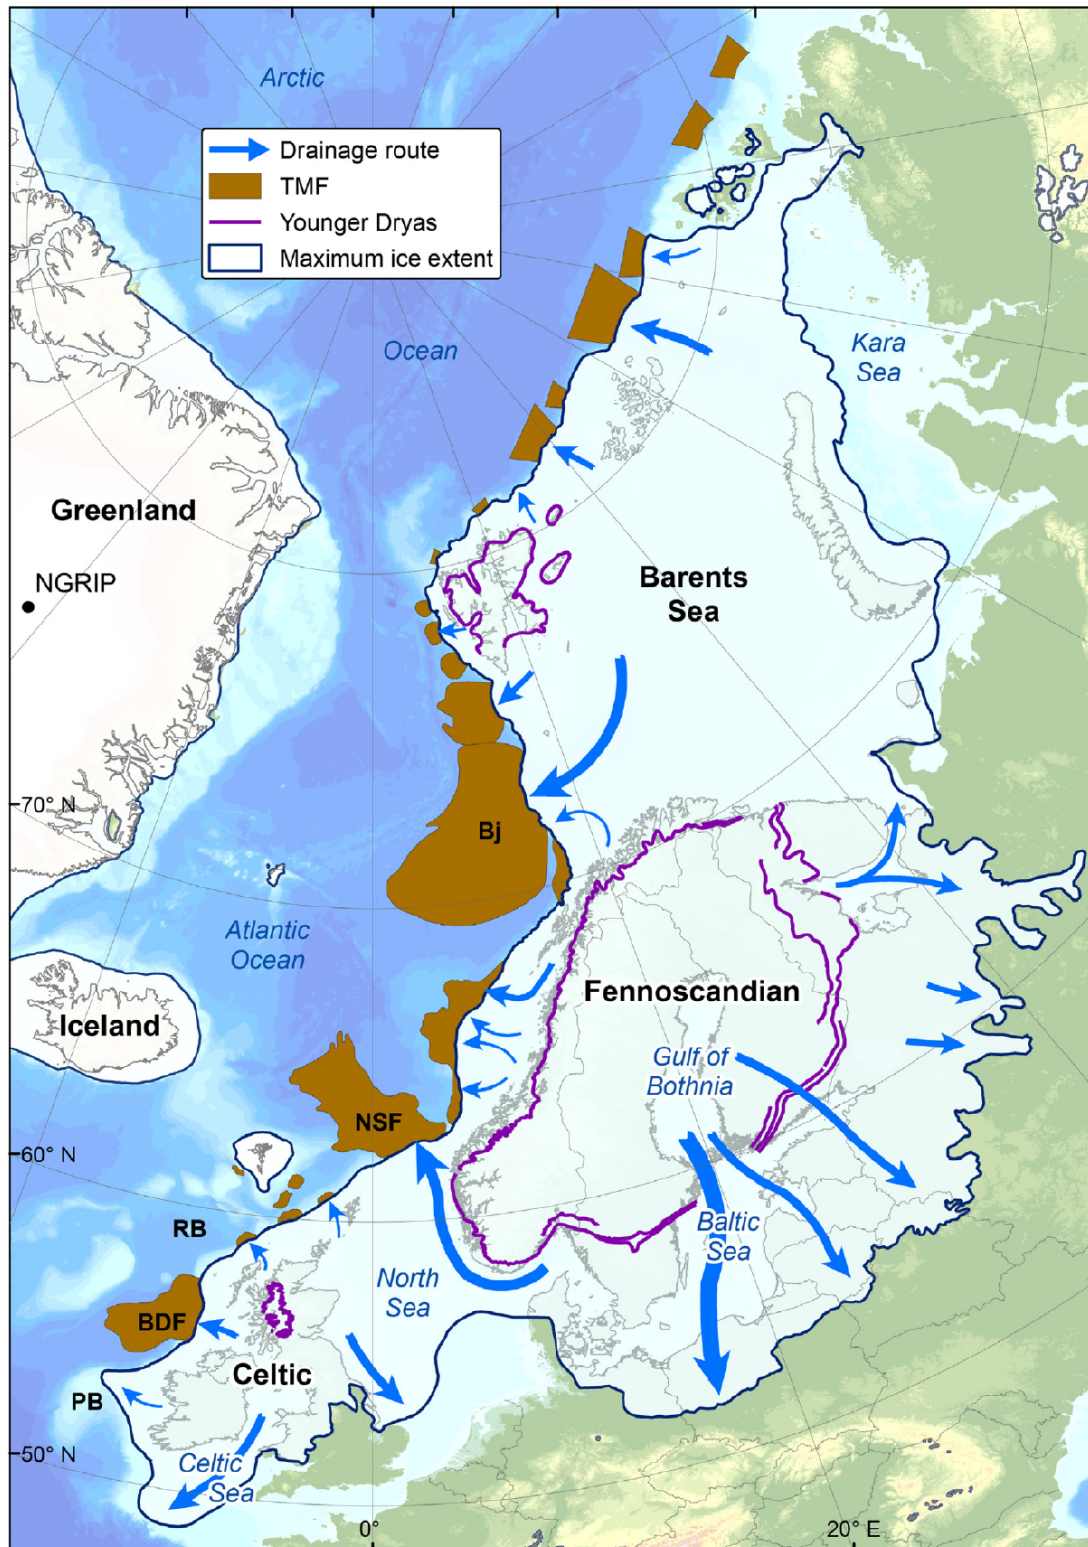 Arctic
Drainage route
TMF
Younger Dryas
Maximum ice extent
Ocean
Kara
Sea
Greenland
NGRIP
Barents
Sea
70° N
Bj
Atlantic
Ocean
Fennoscandian
Iceland
Gulf of
Bothnia
NSF
60° N
RB
Baltic
Sea
North
Sea
BDF
Celtic
PB
50° N
Celtic
Sea
0°
20° E